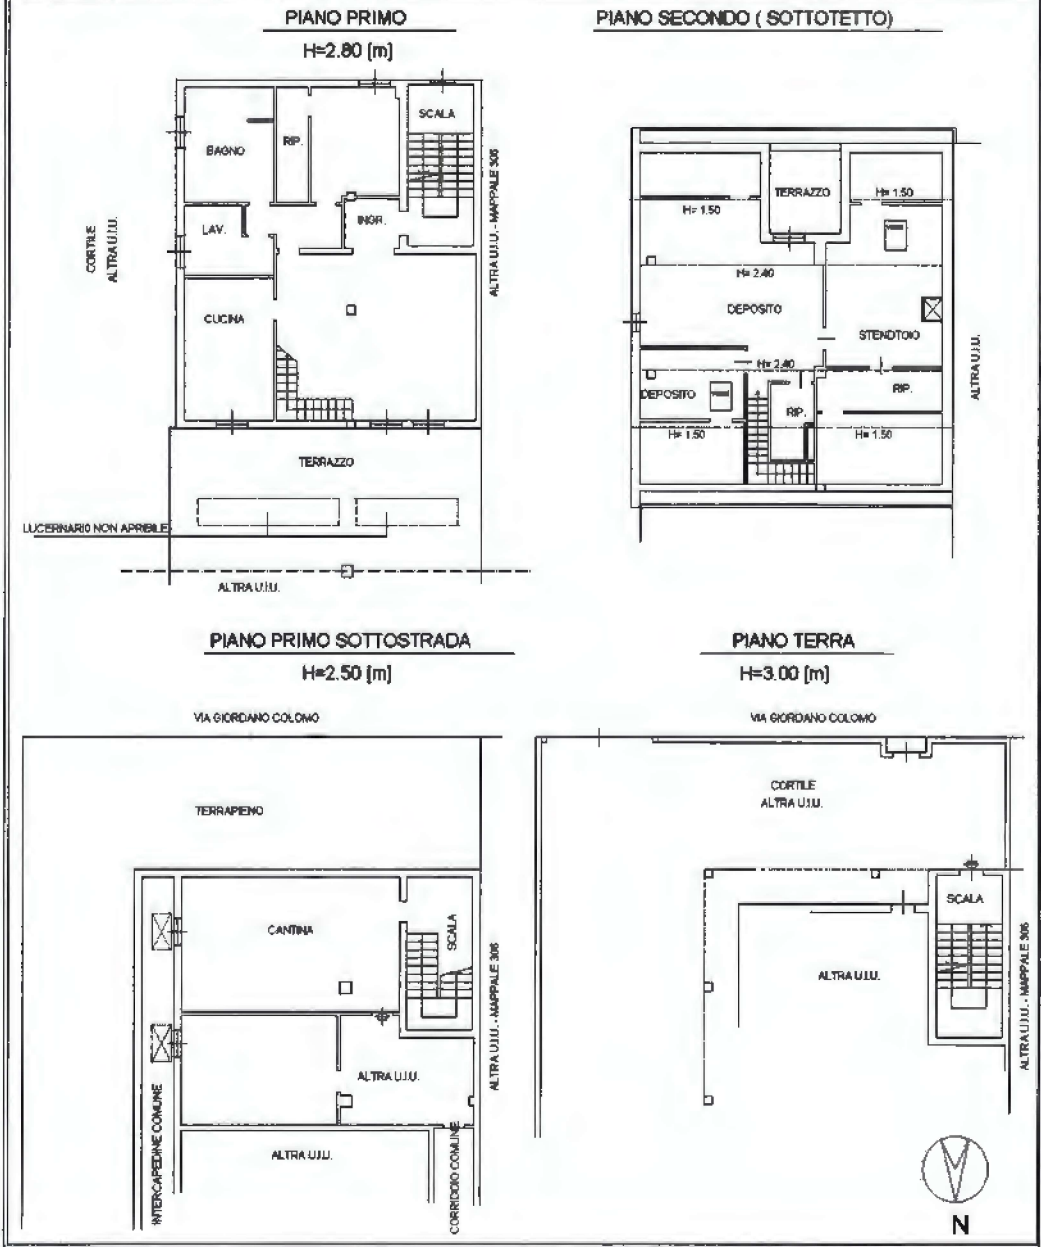 PIANO PRIMO
H=2.80 [m]
SCALA
BAGNO
RIP.
LAV.
INGR.
CUCINA
CORTILE
ALTRA U.I.U.
ALTRA U.I.U. - MAPPALE 306
TERRAZZO
LUCERNARIO NON APRIBILE
ALTRA U.I.U.
PIANO SECONDO ( SOTTOTETTO)
TERRAZZO
H= 1.50
H= 1.50
H= 2.40
DEPOSITO
STENDTOIO
H= 2.40
DEPOSITO
RIP.
RIP.
H= 1.50
H= 1.50
ALTRA U.I.U.
PIANO PRIMO SOTTOSTRADA
H=2.50 [m]
VIA GIORDANO COLOMO
TERRAPIENO
CANTINA
SCALA
ALTRA U.I.U. - MAPPALE 306
ALTRA U.I.U.
ALTRA U.I.U.
INTERCAPEDINE COMUNE
CORRIDOIO COMUNE
PIANO TERRA
H=3.00 [m]
VIA GIORDANO COLOMO
CORTILE
ALTRA U.I.U.
SCALA
ALTRA U.I.U.
ALTRA U.I.U. - MAPPALE 306
N